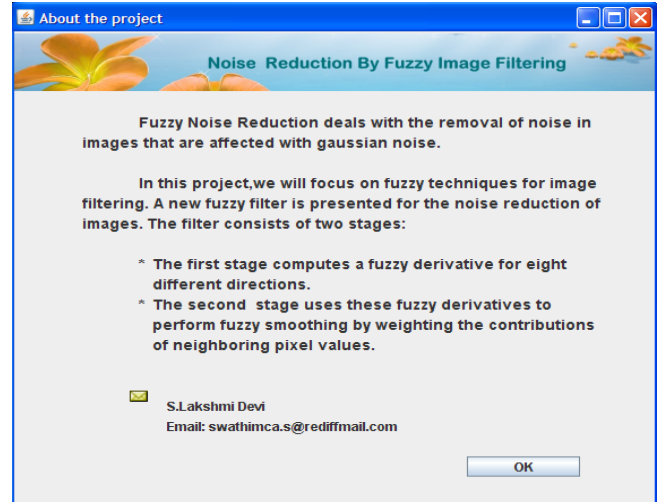 About the project
Noise Reduction By Fuzzy Image Filtering
Fuzzy Noise Reduction deals with the removal of noise in
images that are affected with gaussian noise.
In this project,we will focus on fuzzy techniques for image
filtering. A new fuzzy filter is presented for the noise reduction of
images. The filter consists of two stages:
* The first stage computes a fuzzy derivative for eight
different directions.
* The second stage uses these fuzzy derivatives to
perform fuzzy smoothing by weighting the contributions
of neighboring pixel values.
S.Lakshmi Devi
Email: swathimca.s@rediffmail.com
OK